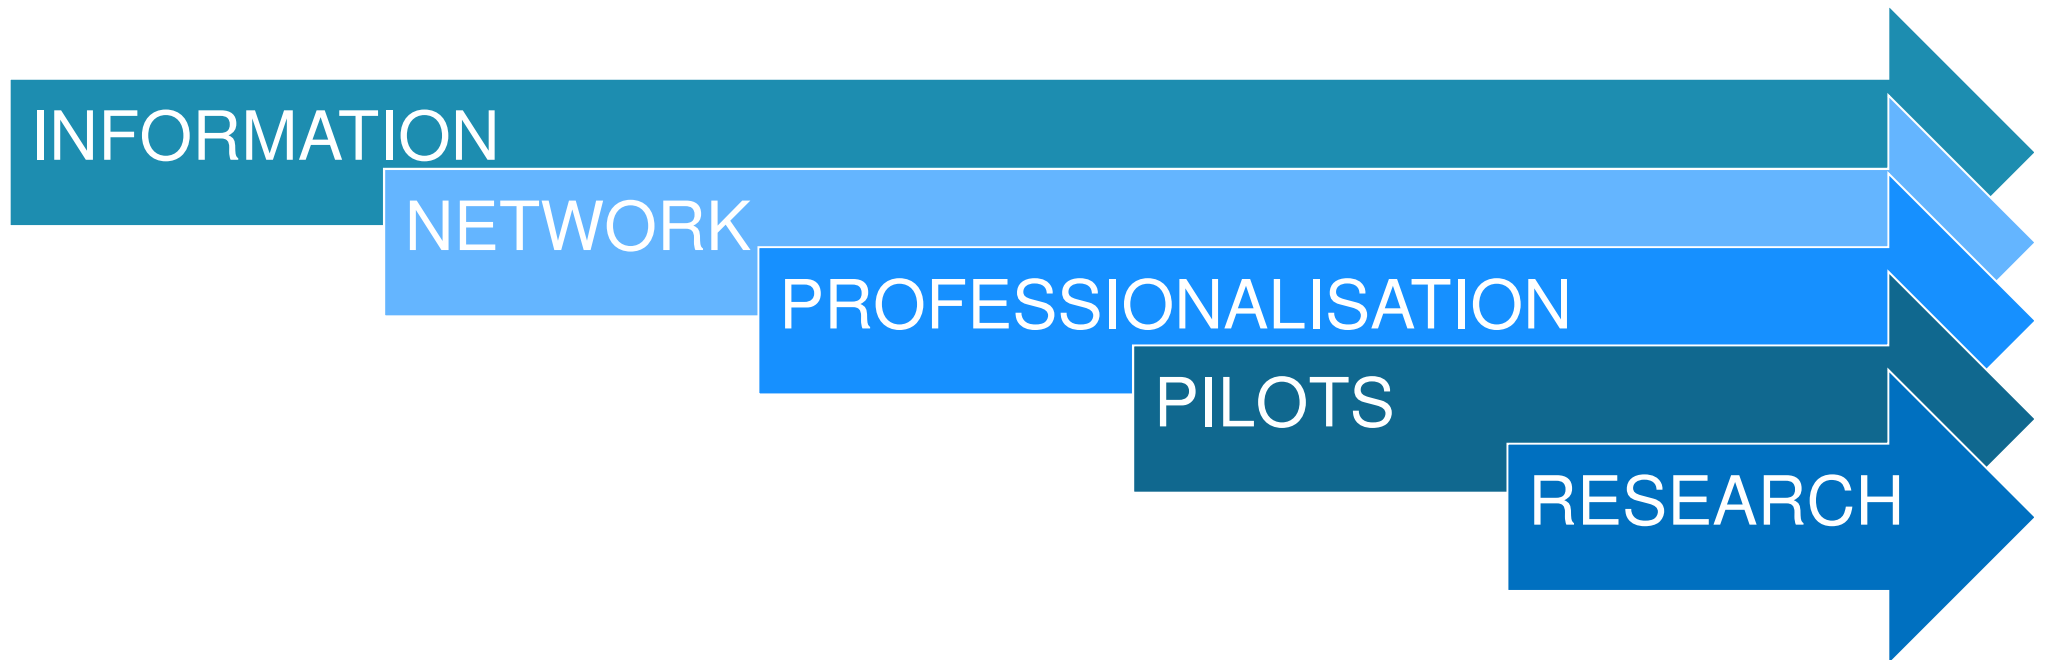 INFORMATION
NETWORK
PROFESSIONALISATION
PILOTS
RESEARCH